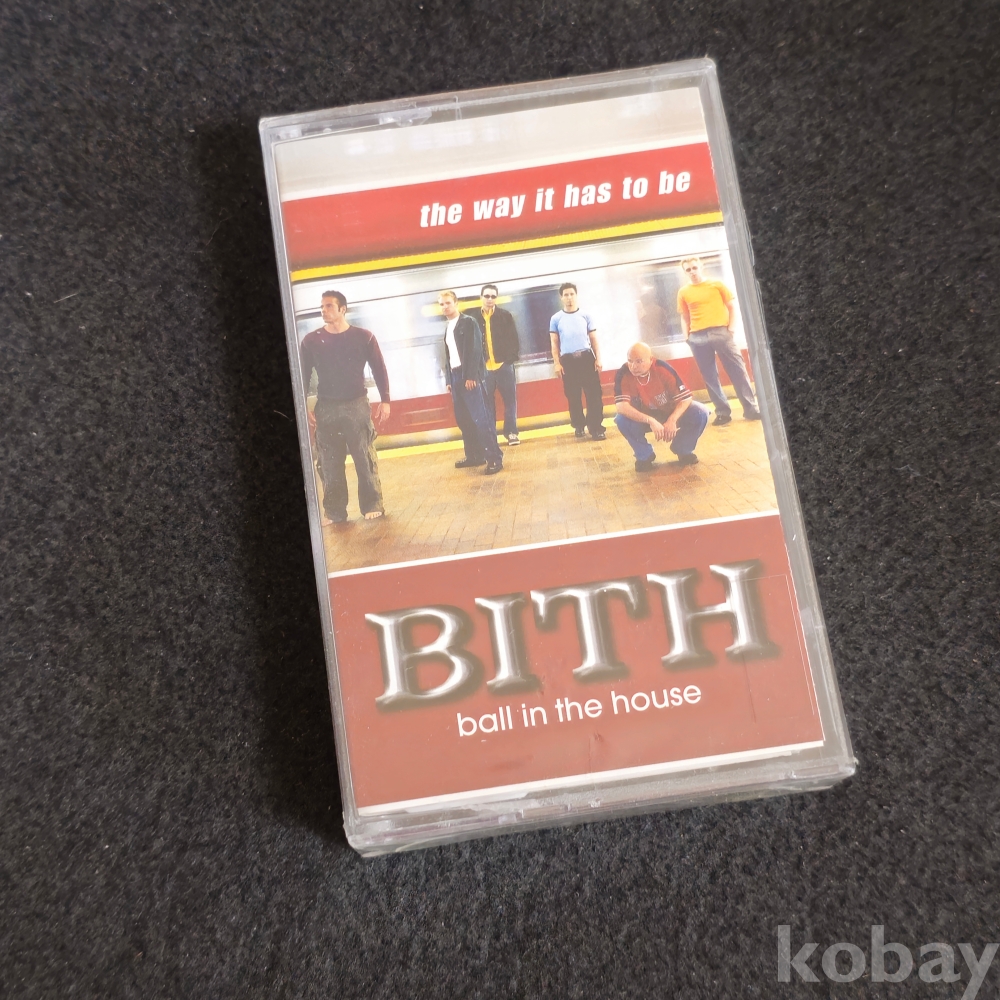 the way it has to be
BITH
ball in the house
kobay